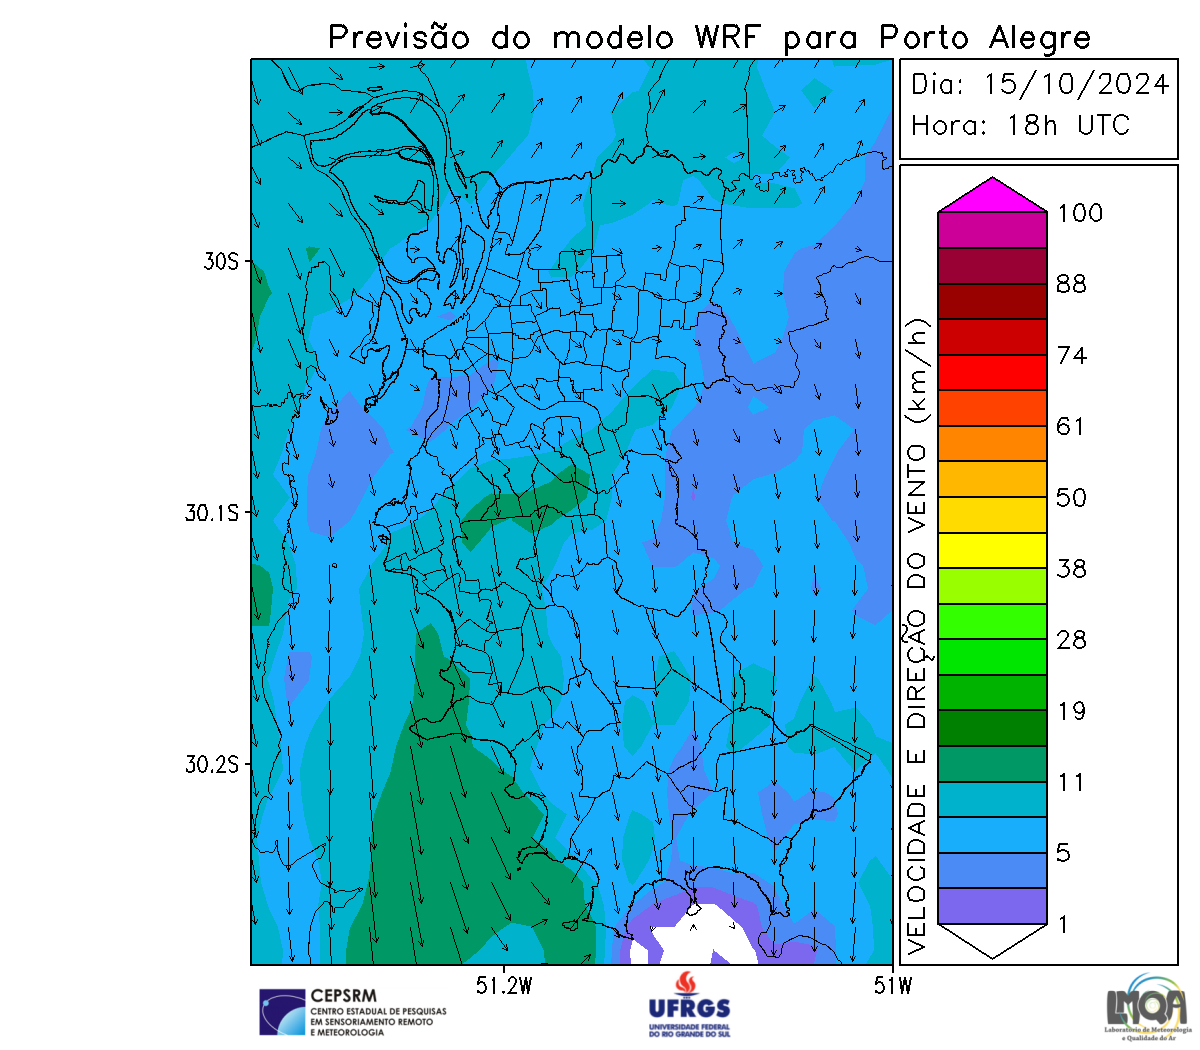 Previsão do modelo WRF para Porto Alegre
Dia: 15/10/2024
Hora: 18h UTC
30S
30.1S
30.2S
51.2W
51W
VELOCIDADE E DIREÇÃO DO VENTO (km/h)
100
88
74
61
50
38
28
19
11
5
1
CEPSRM
CENTRO ESTADUAL DE PESQUISAS
EM SENSORIAMENTO REMOTO
E METEOROLOGIA
UFRGS
UNIVERSIDADE FEDERAL
DO RIO GRANDE DO SUL
LMQA
Laboratório de Meteorologia
e Qualidade do Ar